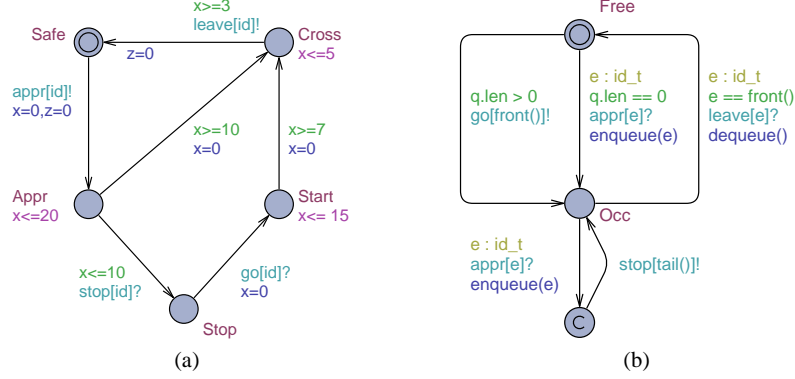 x>=3
leave[id]!
Safe
Cross
x<=5
z=0
appr[id]!
x=0,z=0
x>=10
x=0
x>=7
x=0
Appr
x<=20
Start
x<= 15
x<=10
stop[id]?
go[id]?
x=0
Stop
(a)
Free
q.len > 0
go[front()]!
e : id_t
q.len == 0
appr[e]?
enqueue(e)
e : id_t
e == front()
leave[e]?
dequeue()
Occ
e : id_t
appr[e]?
enqueue(e)
stop[tail()]!
C
(b)